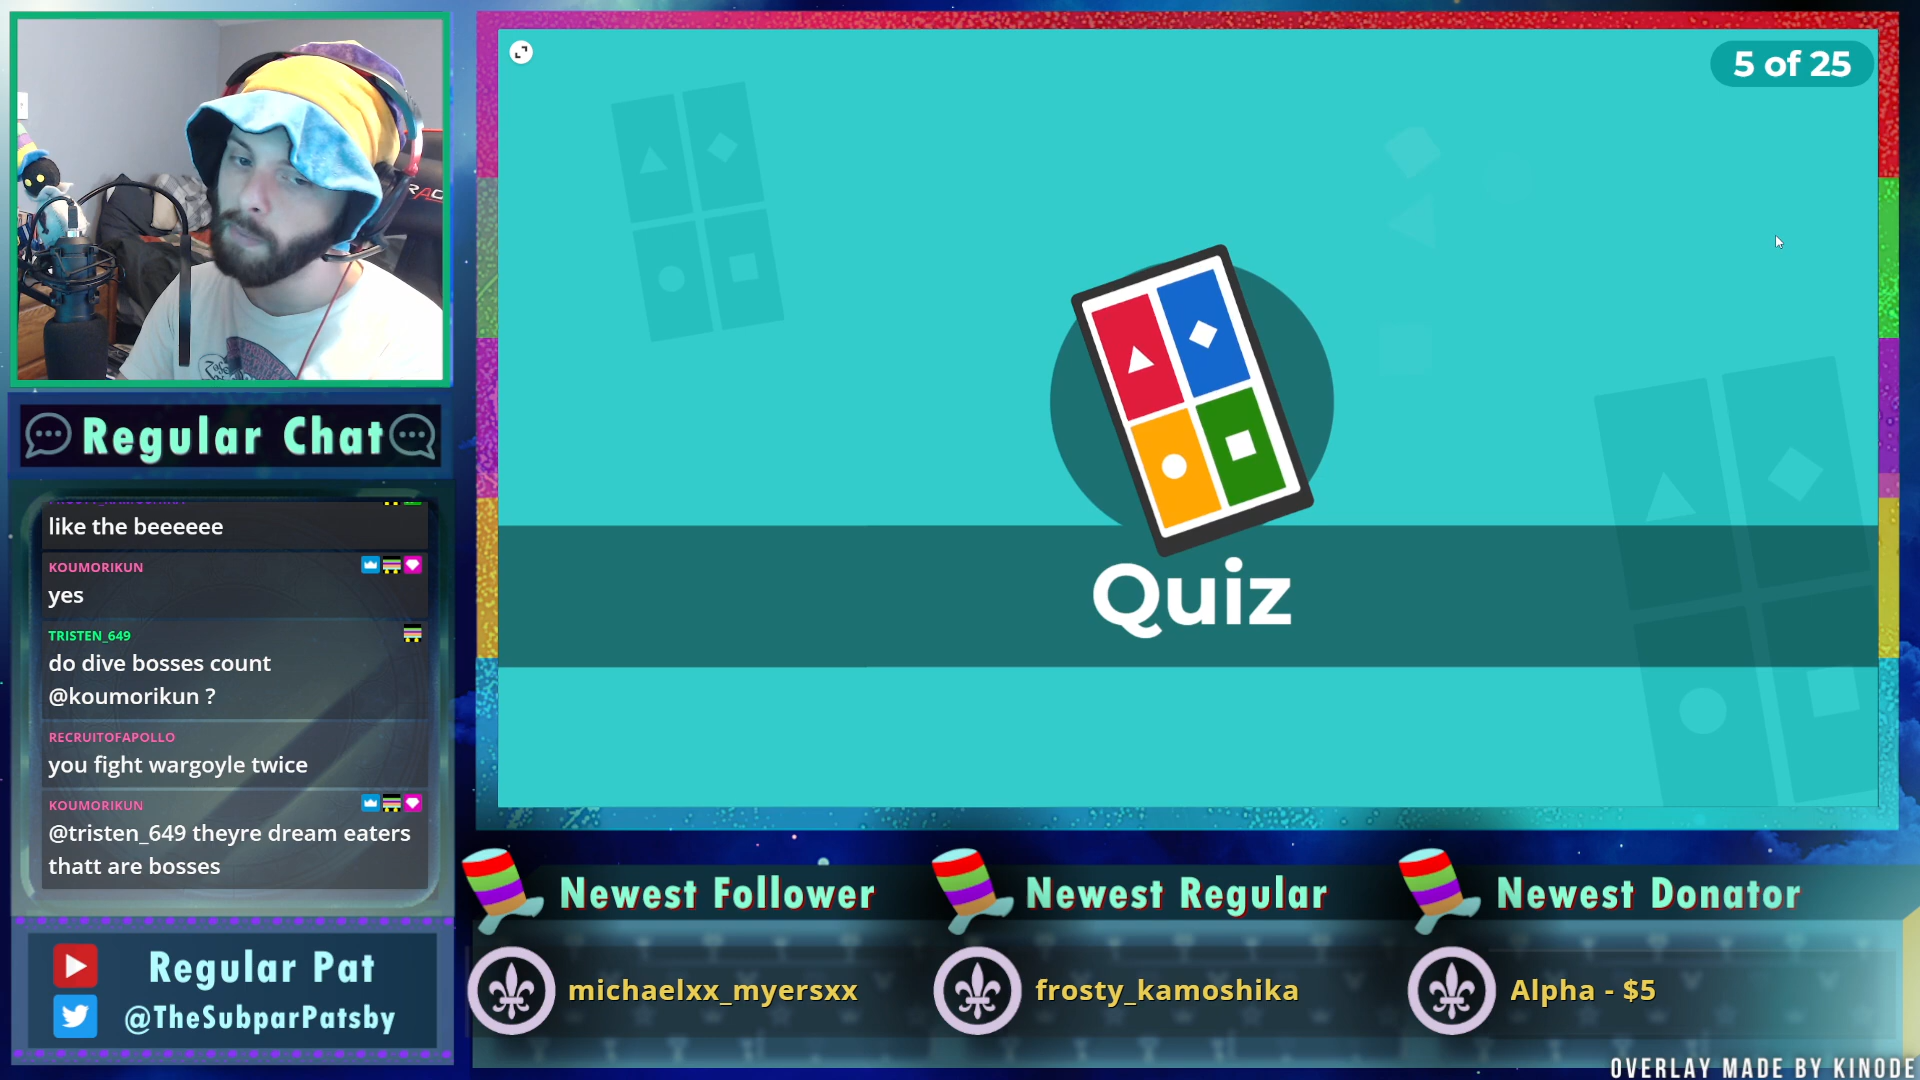 5 of 25
Quiz
Regular Chat
like the beeeeee
KOUMORIKUN
yes
TRISTEN_649
do dive bosses count
@koumorikun ?
RECRUITOFAPOLLO
you fight wargoyle twice
KOUMORIKUN
@tristen_649 theyre dream eaters
thatt are bosses
Regular Pat
@TheSubparPatsby
Newest Follower
michaelxx_myersxx
Newest Regular
frosty_kamoshika
Newest Donator
Alpha - $5
OVERLAY MADE BY KINODE